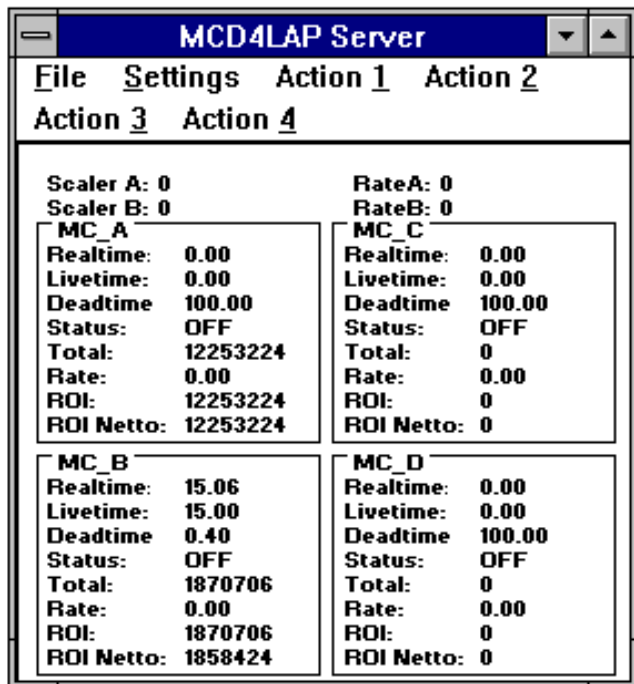 MCD4LAP Server
File Settings Action 1 Action 2
Action 3 Action 4
Scaler A: 0 RateA: 0
Scaler B: 0 RateB: 0
MC_A
Realtime: 0.00
Livetime: 0.00
Deadtime 100.00
Status: OFF
Total: 12253224
Rate: 0.00
ROI: 12253224
ROI Netto: 12253224
MC_C
Realtime: 0.00
Livetime: 0.00
Deadtime 100.00
Status: OFF
Total: 0
Rate: 0.00
ROI: 0
ROI Netto: 0
MC_B
Realtime: 15.06
Livetime: 15.00
Deadtime 0.40
Status: OFF
Total: 1870706
Rate: 0.00
ROI: 1870706
ROI Netto: 1858424
MC_D
Realtime: 0.00
Livetime: 0.00
Deadtime 100.00
Status: OFF
Total: 0
Rate: 0.00
ROI: 0
ROI Netto: 0